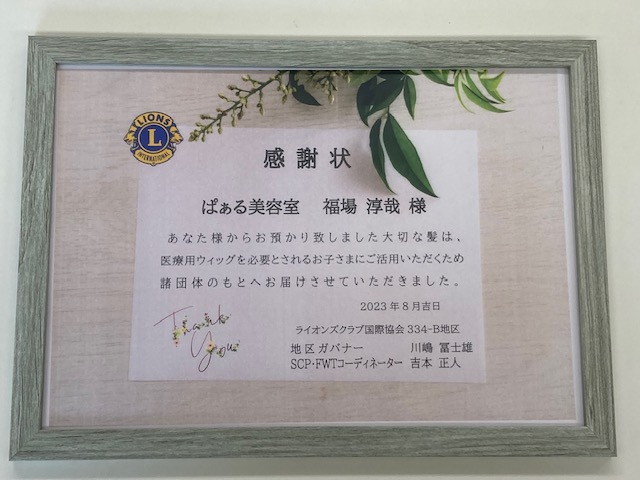 LIONS
L
INTERNATIONAL
感謝状
ぱぁる美容室 福場 淳哉 様
あなた様からお預かり致しました大切な髪は、
医療用ウィッグを必要とされるお子さまにご活用いただくため
諸団体のもとへお届けさせていただきました。
2023年8月吉日
Thank
You
ライオンズクラブ国際協会 334-B地区
地区ガバナー 川嶋 冨士雄
SCP・FWTコーディネーター 吉本 正人